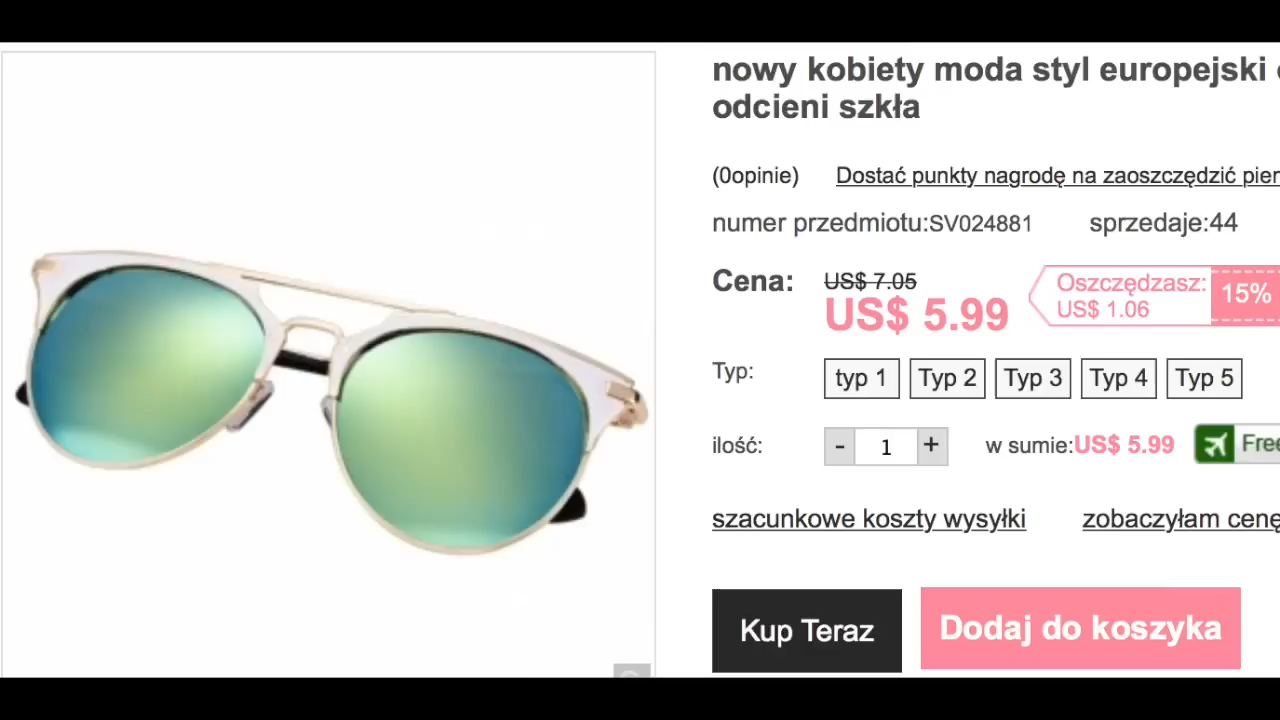 nowy kobiety moda styl europejski
odcieni szkła
(0opinie) Dostać punkty nagrodę na zaoszczędzić
numer przedmiotu:SV024881 sprzedaje:44
Cena: US$ 7.05
US$ 5.99
Oszczędzasz:
US$ 1.06
15%
Typ: typ 1 Typ 2 Typ 3 Typ 4 Typ 5
ilość: - 1 + w sumie:US$ 5.99 Free
szacunkowe koszty wysyłki zobaczyłam cenę
Kup Teraz Dodaj do koszyka